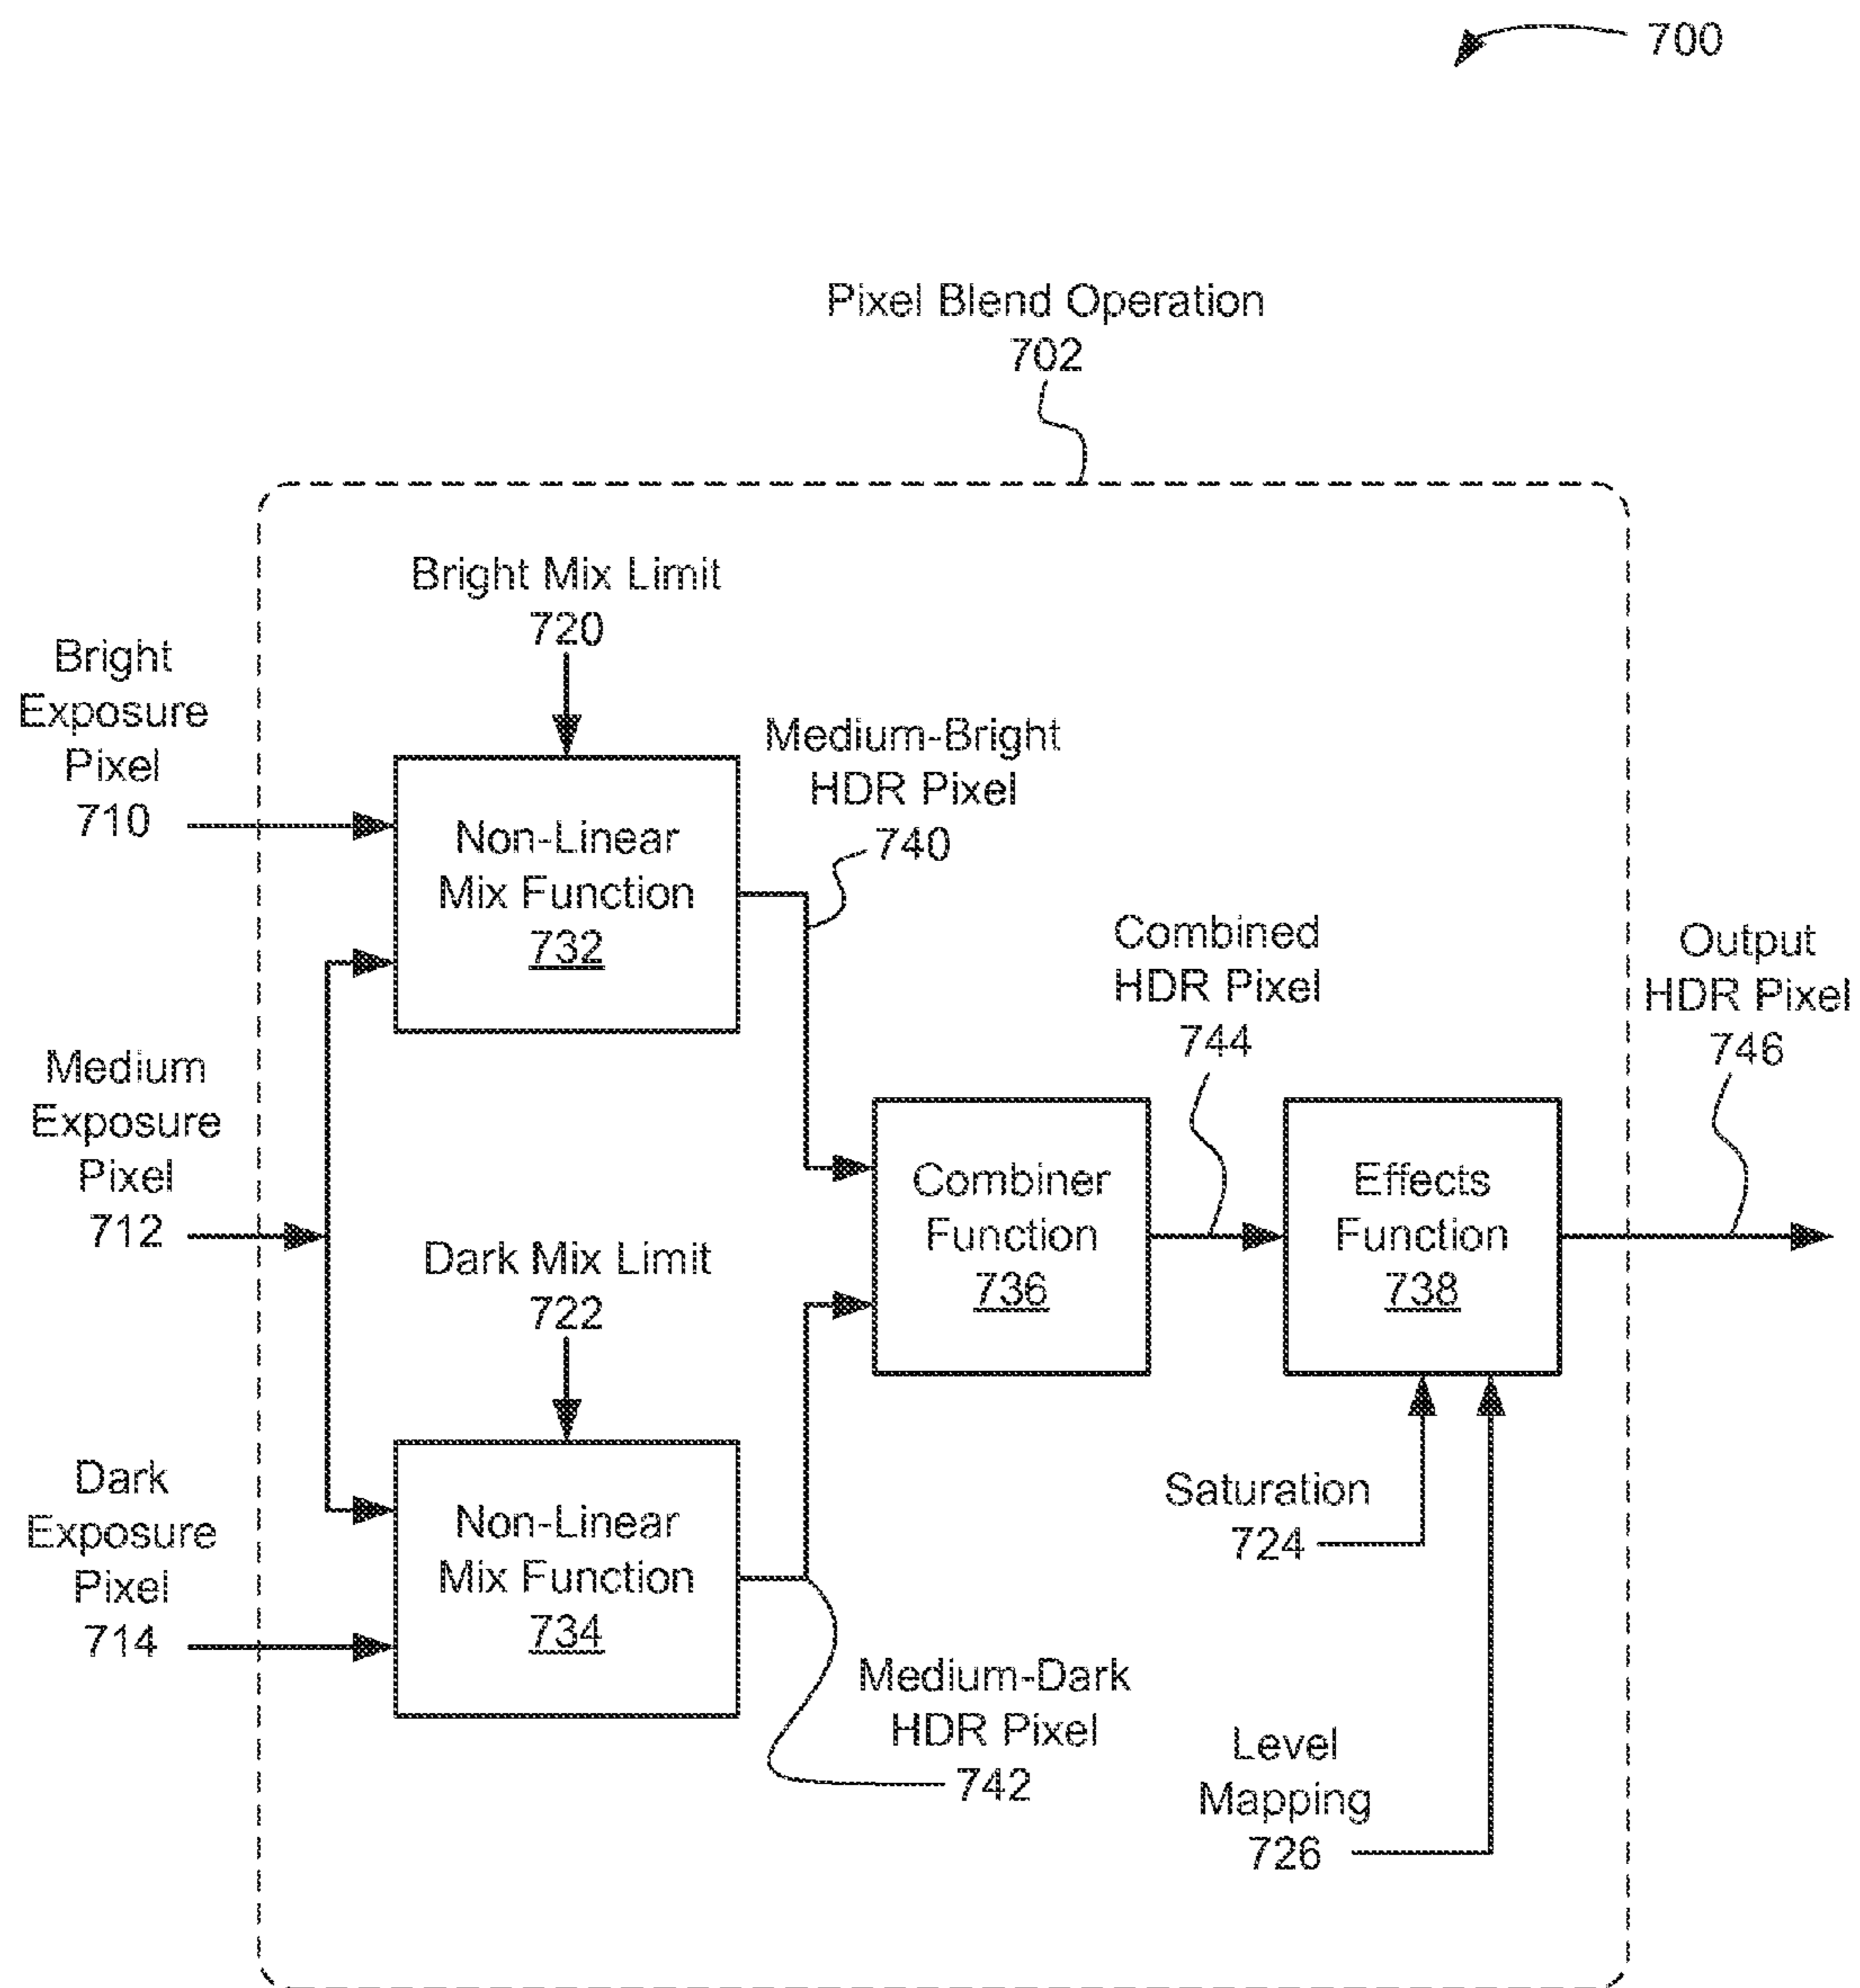 700
Pixel Blend Operation
702
Bright Mix Limit
720
Bright
Exposure
Pixel
710
Medium-Bright
HDR Pixel
740
Non-Linear
Mix Function
732
Combined
HDR Pixel
744
Output
HDR Pixel
746
Medium
Exposure
Pixel
712
Combiner
Function
736
Effects
Function
738
Dark Mix Limit
722
Dark
Exposure
Pixel
714
Non-Linear
Mix Function
734
Saturation
724
Medium-Dark
HDR Pixel
742
Level
Mapping
726